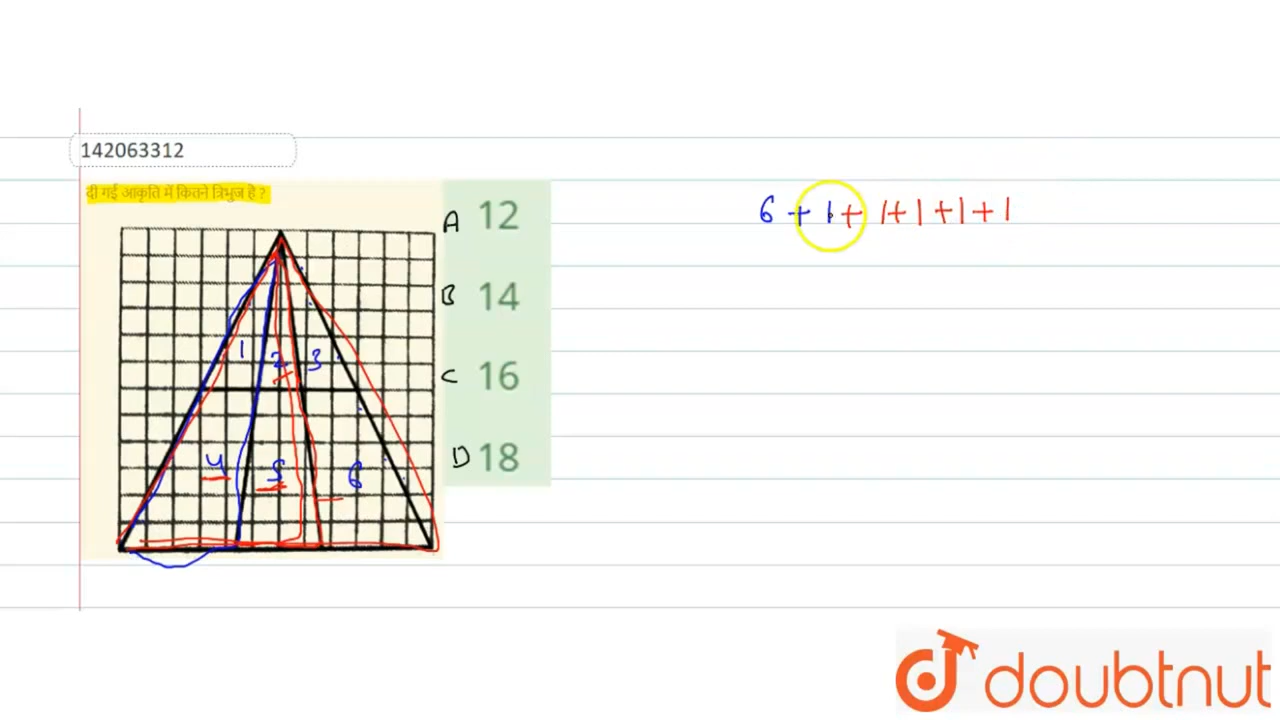 142063312
दी गई आकृति में कितने त्रिभुज है ?
A 12
B 14
C 16
D 18
6 + 1 + 1 + 1 + 1 + 1
1 2 3
4 5 6
doubtnut